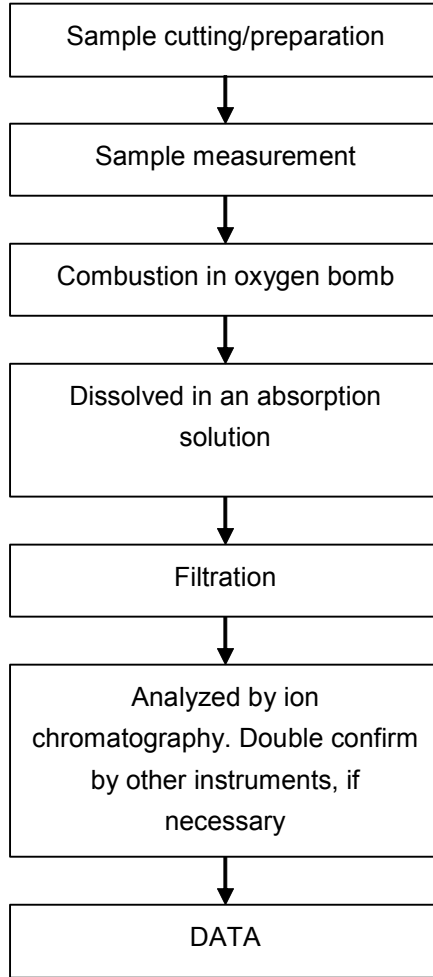 Sample cutting/preparation
Sample measurement
Combustion in oxygen bomb
Dissolved in an absorption
solution
Filtration
Analyzed by ion
chromatography. Double confirm
by other instruments, if
necessary
DATA